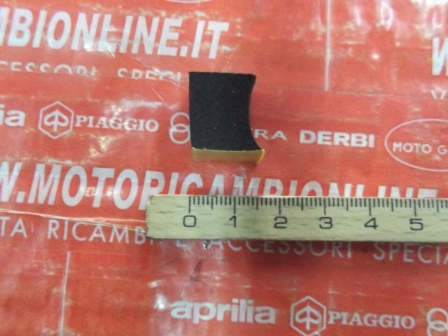 MBIONLINE.IT
CESSORI SPECI
a PIAGGIO RA DERBI MOTO G
W.MOTORICAMBIONLINE
0 1 2 3 4 5
TA RICAMBI E ACCESSORI SPECIA
aprilia PIAGGIO